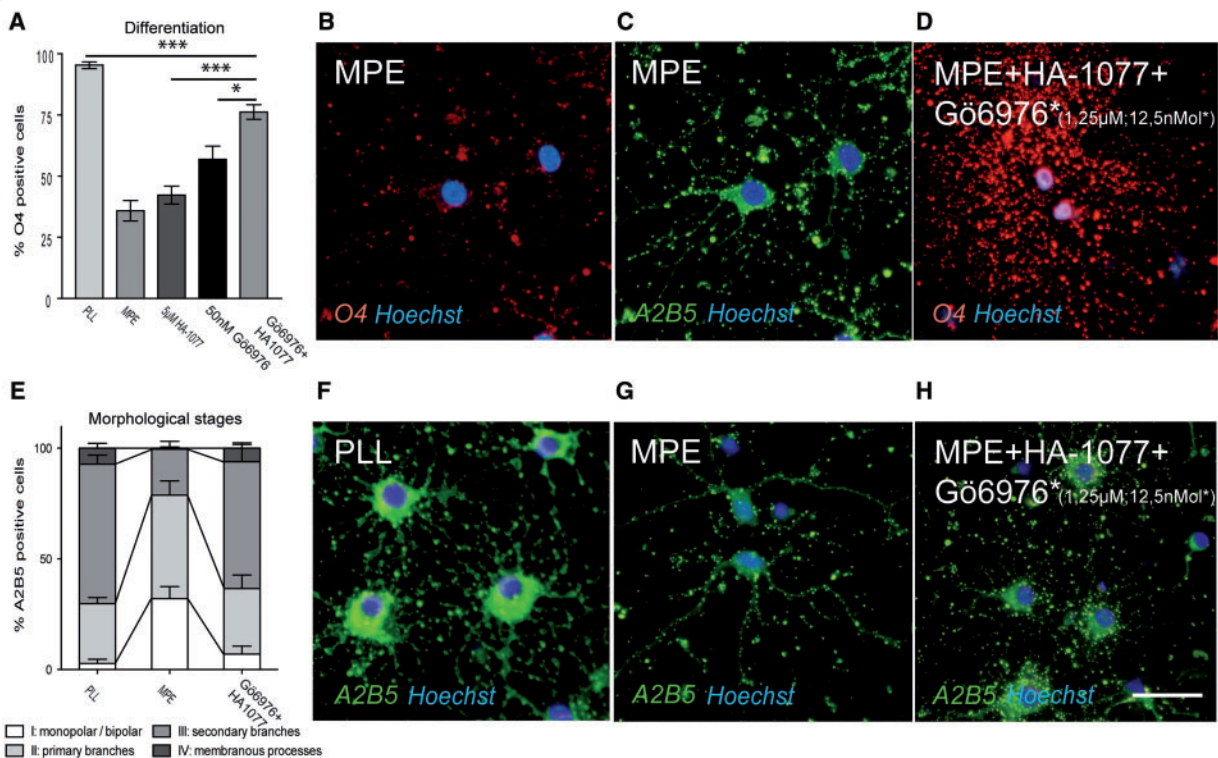 A
Differentiation
***
***
*
% O4 positive cells
100
75
50
25
0
PLL
MPE
5µM HA-1077
50nM Gö6976
Gö6976+
HA1077
B
MPE
O4 Hoechst
C
MPE
A2B5 Hoechst
D
MPE+HA-1077+
Gö6976*(1,25µM;12,5nMol*)
O4 Hoechst
E
Morphological stages
% A2B5 positive cells
100
50
0
PLL
MPE
Gö6976+
HA1077
I: monopolar / bipolar
III: secondary branches
II: primary branches
IV: membranous processes
F
PLL
A2B5 Hoechst
G
MPE
A2B5 Hoechst
H
MPE+HA-1077+
Gö6976*(1,25µM;12,5nMol*)
A2B5 Hoechst